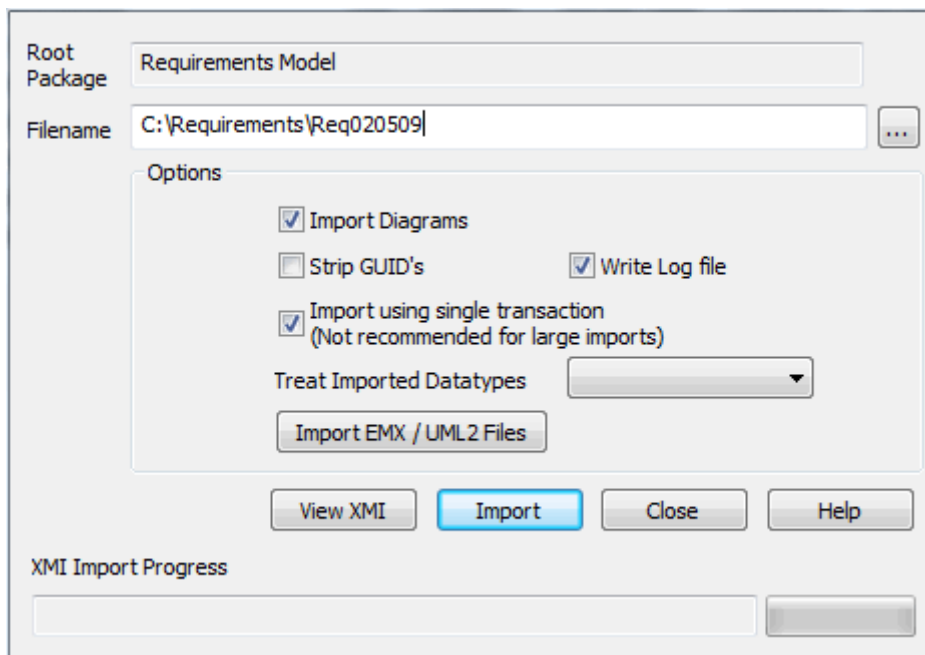 Root
Package
Requirements Model
Filename
C:\Requirements\Req020509
...
Options
Import Diagrams
Strip GUID's
Write Log file
Import using single transaction
(Not recommended for large imports)
Treat Imported Datatypes
Import EMX / UML2 Files
View XMI
Import
Close
Help
XMI Import Progress